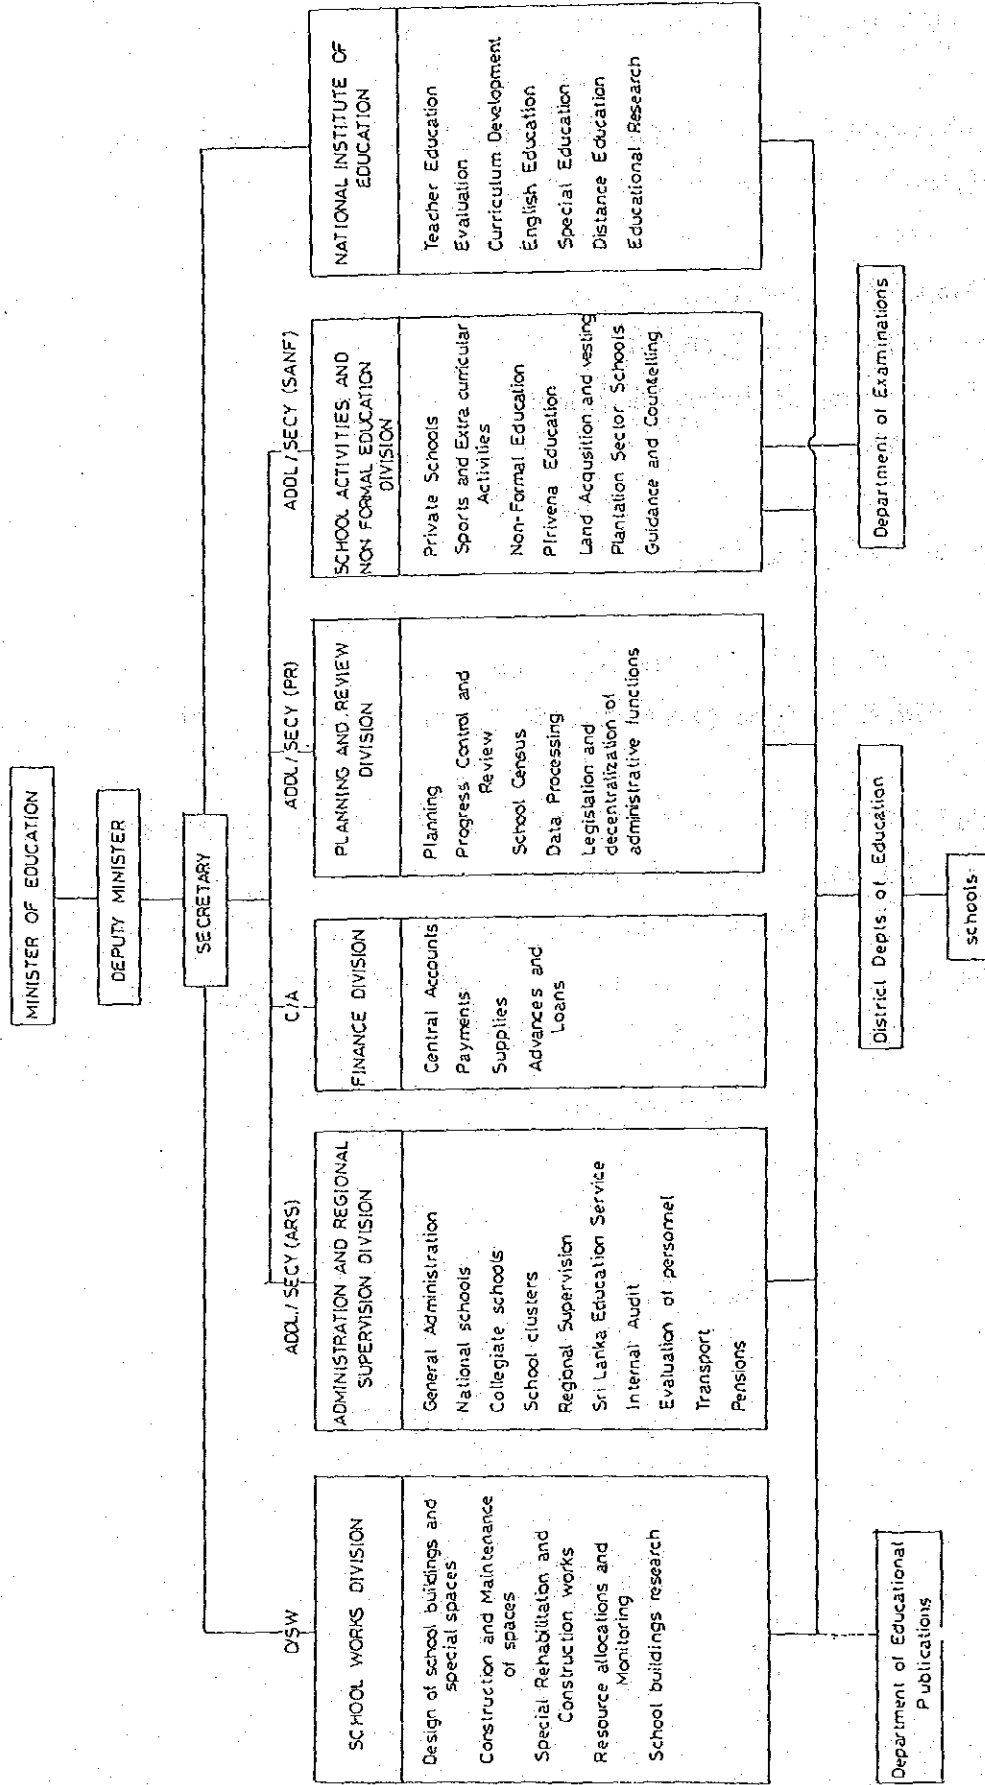 MINISTER OF EDUCATION
DEPUTY MINISTER
SECRETARY
D/SW
SCHOOL WORKS DIVISION
Design of school buildings and
special spaces
Construction and Maintenance
of spaces
Special Rehabilitation and
Construction works
Resource allocations and
Monitoring
School buildings research
ADDL/SECY (ARS)
ADMINISTRATION AND REGIONAL
SUPERVISION DIVISION
General Administration
National schools
Collegiate schools
School clusters
Regional Supervision
Sri Lanka Education Service
Internal Audit
Evaluation of personnel
Transport
Pensions
C/A
FINANCE DIVISION
Central Accounts
Payments
Supplies
Advances and
Loans
ADDL/SECY (PR)
PLANNING AND REVIEW
DIVISION
Planning
Progress Control and
Review
School Census
Data Processing
Legislation and
decentralization of
administrative functions
ADDL/SECY (SANF)
SCHOOL ACTIVITIES AND
NON FORMAL EDUCATION
DIVISION
Private Schools
Sports and Extra curricular
Activities
Non-Formal Education
Pirivena Education
Land Acqusition and vesting
Plantation Sector Schools
Guidance and Counselling
NATIONAL INSTITUTE OF
EDUCATION
Teacher Education
Evaluation
Curriculum Development
English Education
Special Education
Distance Education
Educational Research
Department of Educational
Publications
District Depts. of Education
Department of Examinations
schools